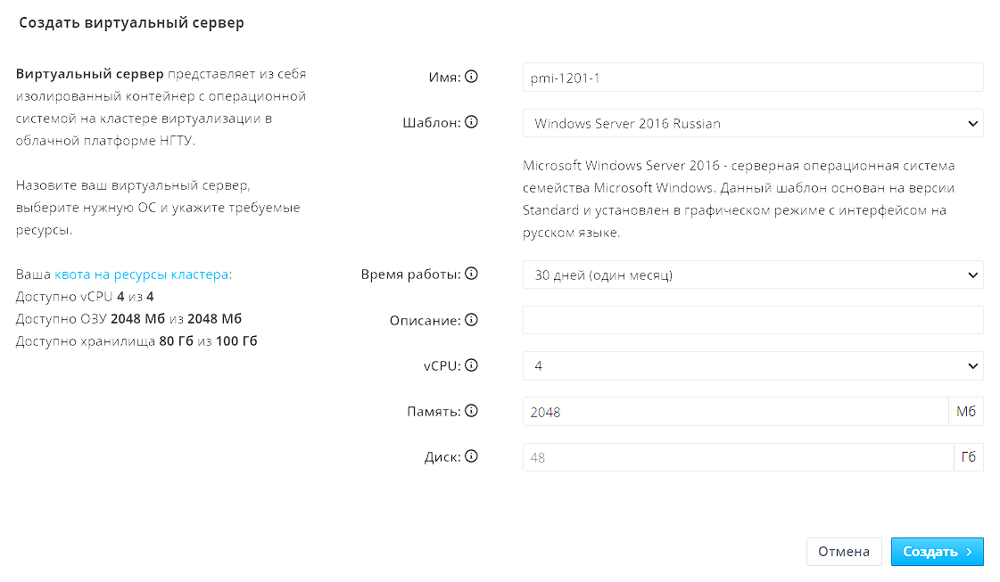 Создать виртуальный сервер
Виртуальный сервер представляет из себя
изолированный контейнер с операционной
системой на кластере виртуализации в
облачной платформе НГТУ.
Назовите ваш виртуальный сервер,
выберите нужную ОС и укажите требуемые
ресурсы.
Ваша квота на ресурсы кластера:
Доступно vCPU 4 из 4
Доступно ОЗУ 2048 Мб из 2048 Мб
Доступно хранилища 80 Гб из 100 Гб
Имя: pmi-1201-1
Шаблон: Windows Server 2016 Russian
Microsoft Windows Server 2016 - серверная операционная система
семейства Microsoft Windows. Данный шаблон основан на версии
Standard и установлен в графическом режиме с интерфейсом на
русском языке.
Время работы: 30 дней (один месяц)
Описание:
vCPU: 4
Память: 2048 Мб
Диск: 48 Гб
Отмена Создать